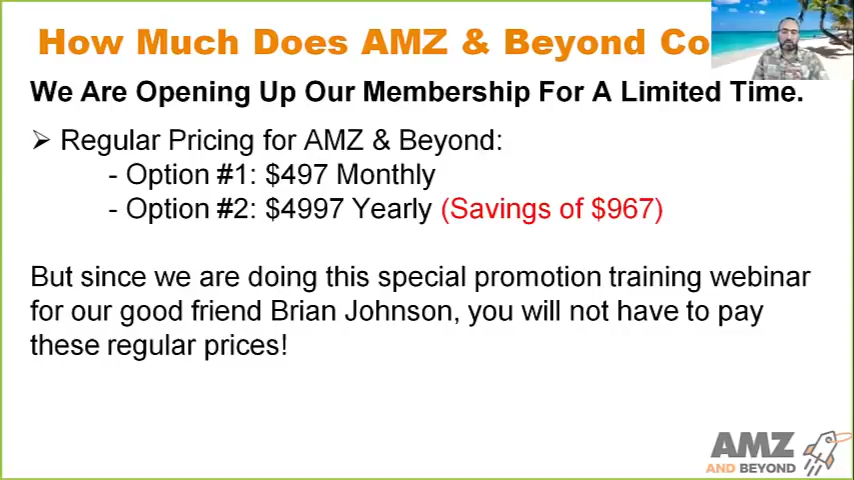 How Much Does AMZ & Beyond Co
We Are Opening Up Our Membership For A Limited Time.
➢ Regular Pricing for AMZ & Beyond:
- Option #1: $497 Monthly
- Option #2: $4997 Yearly (Savings of $967)
But since we are doing this special promotion training webinar
for our good friend Brian Johnson, you will not have to pay
these regular prices!
AMZ
AND BEYOND